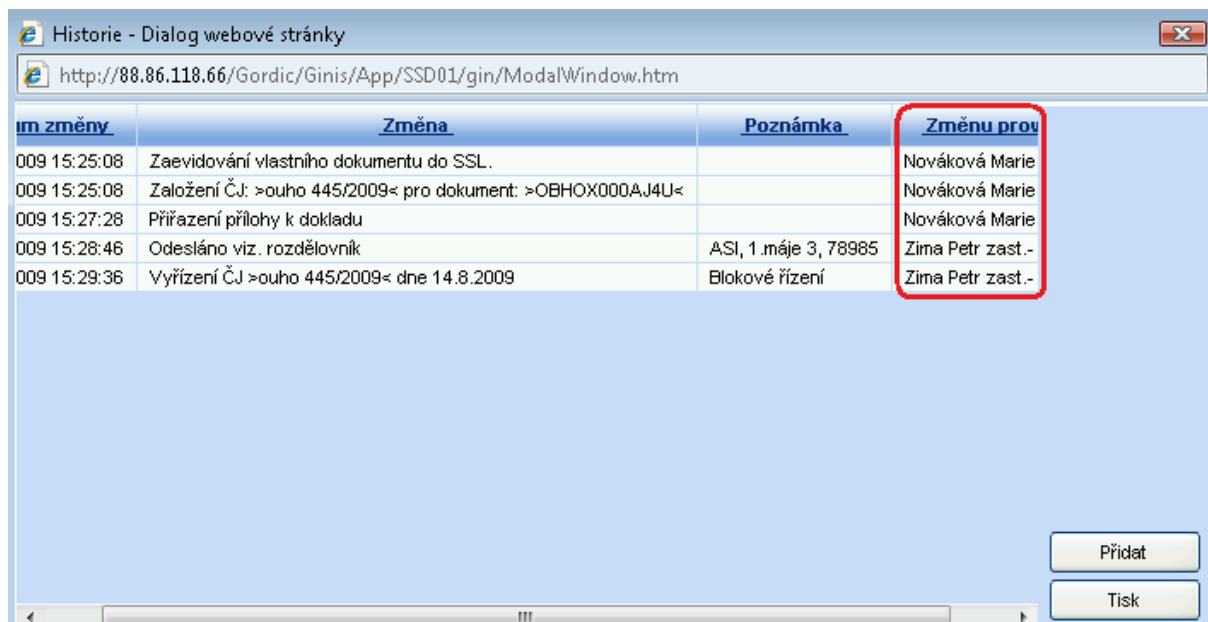 Historie - Dialog webové stránky
http://88.86.118.66/Gordic/Ginis/App/SSD01/gin/ModalWindow.htm
um změny Změna Poznámka Změnu prov
009 15:25:08 Zaevidování vlastního dokumentu do SSL. Nováková Marie
009 15:25:08 Založení ČJ: >ouho 445/2009< pro dokument: >OBHOX000AJ4U< Nováková Marie
009 15:27:28 Přiřazení přílohy k dokladu Nováková Marie
009 15:28:46 Odesláno viz. rozdělovník ASI, 1.máje 3, 78985 Zima Petr zast.-
009 15:29:36 Vyřízení ČJ >ouho 445/2009< dne 14.8.2009 Blokové řízení Zima Petr zast.-
Přidat
Tisk